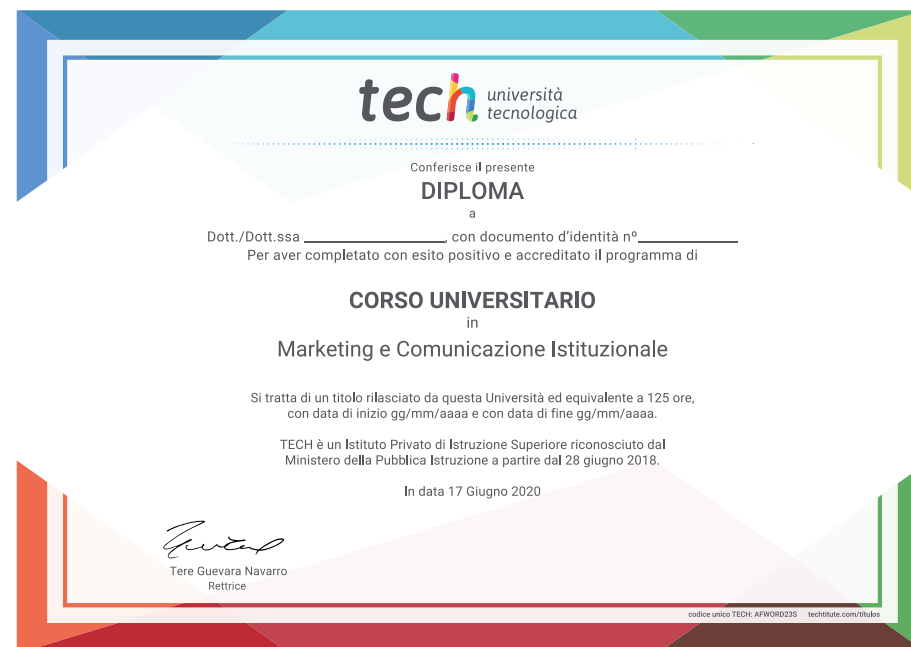 tech università
tecnologica
Conferisce il presente
DIPLOMA
a
Dott./Dott.ssa ____________________, con documento d'identità nº______________
Per aver completato con esito positivo e accreditato il programma di
CORSO UNIVERSITARIO
in
Marketing e Comunicazione Istituzionale
Si tratta di un titolo rilasciato da questa Università ed equivalente a 125 ore,
con data di inizio gg/mm/aaaa e con data di fine gg/mm/aaaa.
TECH è un Istituto Privato di Istruzione Superiore riconosciuto dal
Ministero della Pubblica Istruzione a partire dal 28 giugno 2018.
In data 17 Giugno 2020
Tere Guevara Navarro
Rettrice
codice unico TECH: AFWORD23S techtitute.com/títulos